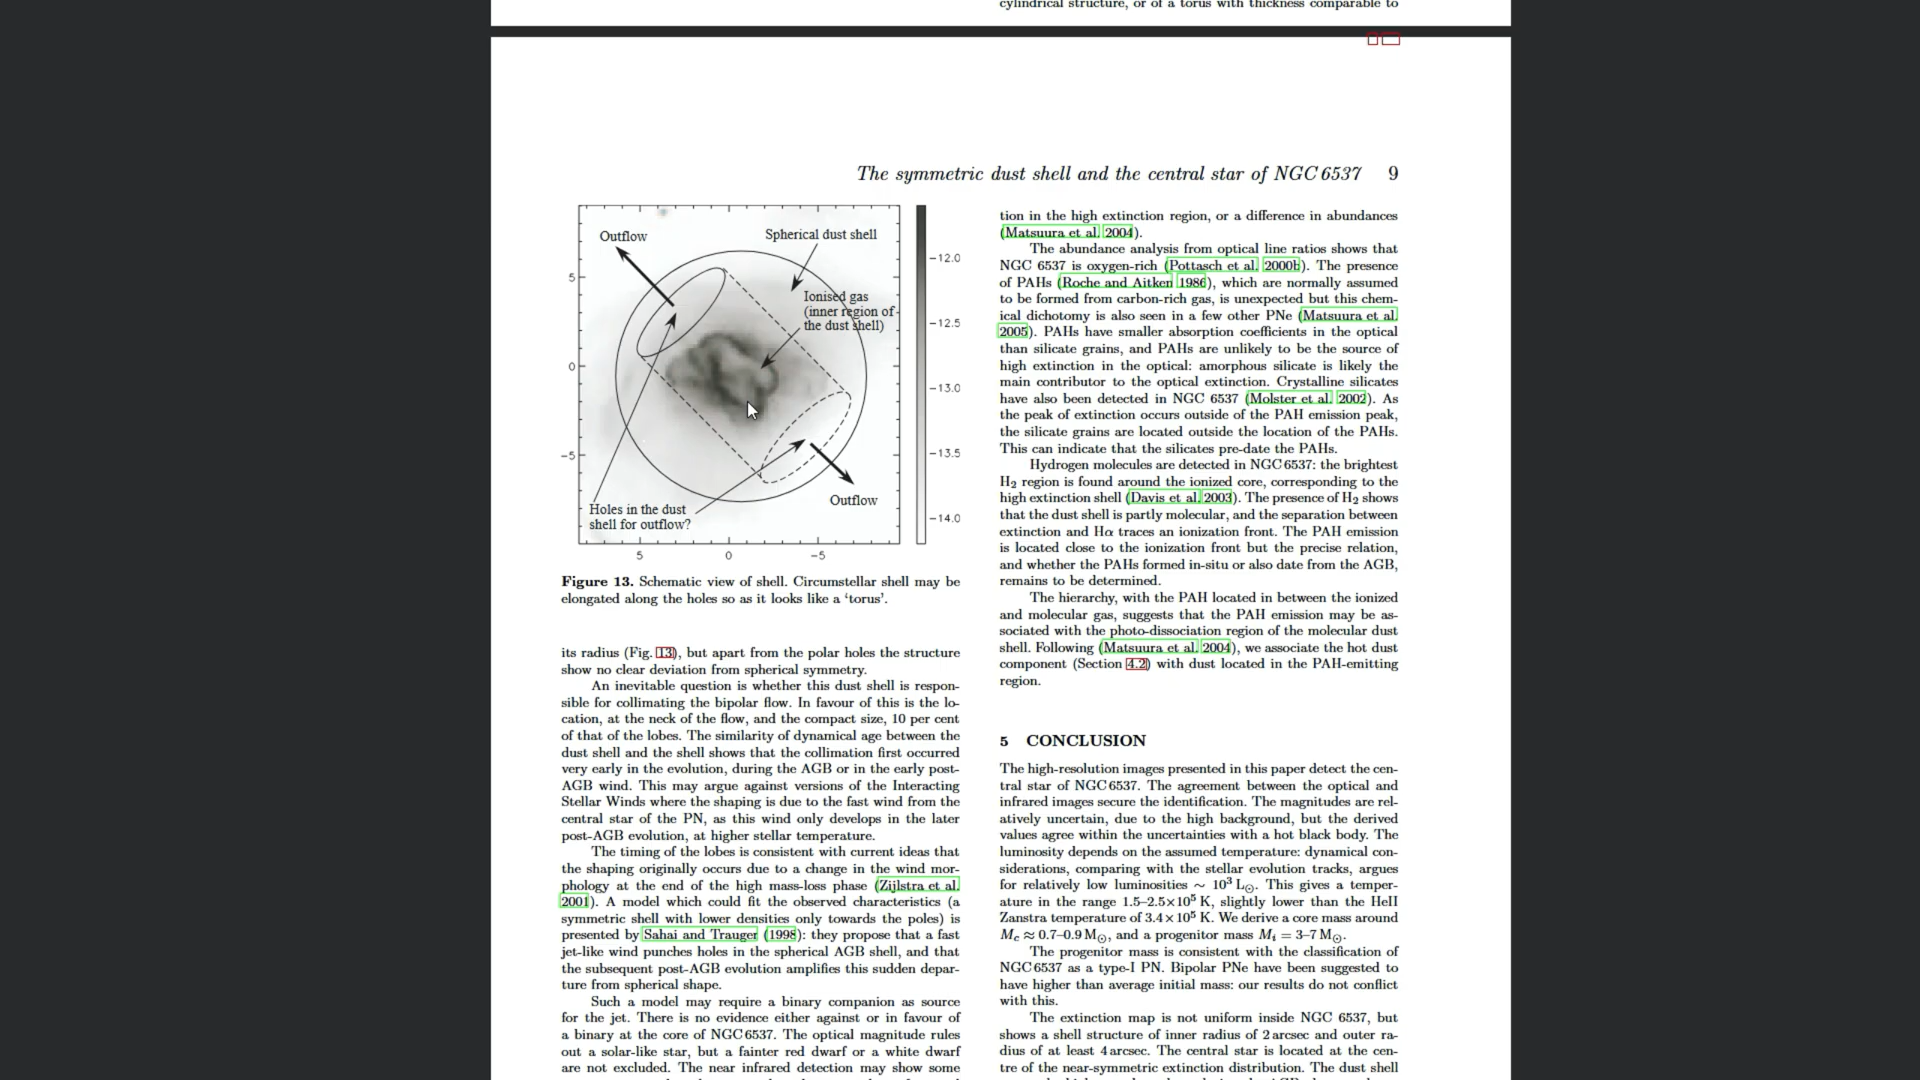 cylindrical structure, or of a torus with thickness comparable to
The symmetric dust shell and the central star of NGC 6537 9
Outflow
Spherical dust shell
Ionised gas
(inner region of
the dust shell)
Outflow
Holes in the dust
shell for outflow?
5
0
−5
5
0
−5
−12.0
−12.5
−13.0
−13.5
−14.0
Figure 13. Schematic view of shell. Circumstellar shell may be
elongated along the holes so as it looks like a ‘torus’.
its radius (Fig. 13), but apart from the polar holes the structure
show no clear deviation from spherical symmetry.
An inevitable question is whether this dust shell is respon-
sible for collimating the bipolar flow. In favour of this is the lo-
cation, at the neck of the flow, and the compact size, 10 per cent
of that of the lobes. The similarity of dynamical age between the
dust shell and the shell shows that the collimation first occurred
very early in the evolution, during the AGB or in the early post-
AGB wind. This may argue against versions of the Interacting
Stellar Winds where the shaping is due to the fast wind from the
central star of the PN, as this wind only develops in the later
post-AGB evolution, at higher stellar temperature.
The timing of the lobes is consistent with current ideas that
the shaping originally occurs due to a change in the wind mor-
phology at the end of the high mass-loss phase (Zijlstra et al.
2001). A model which could fit the observed characteristics (a
symmetric shell with lower densities only towards the poles) is
presented by Sahai and Trauger (1998): they propose that a fast
jet-like wind punches holes in the spherical AGB shell, and that
the subsequent post-AGB evolution amplifies this sudden depar-
ture from spherical shape.
Such a model may require a binary companion as source
for the jet. There is no evidence either against or in favour of
a binary at the core of NGC 6537. The optical magnitude rules
out a solar-like star, but a fainter red dwarf or a white dwarf
are not excluded. The near infrared detection may show some
tion in the high extinction region, or a difference in abundances
(Matsuura et al. 2004).
The abundance analysis from optical line ratios shows that
NGC 6537 is oxygen-rich (Pottasch et al. 2000b). The presence
of PAHs (Roche and Aitken 1986), which are normally assumed
to be formed from carbon-rich gas, is unexpected but this chem-
ical dichotomy is also seen in a few other PNe (Matsuura et al.
2005). PAHs have smaller absorption coefficients in the optical
than silicate grains, and PAHs are unlikely to be the source of
high extinction in the optical: amorphous silicate is likely the
main contributor to the optical extinction. Crystalline silicates
have also been detected in NGC 6537 (Molster et al. 2002). As
the peak of extinction occurs outside of the PAH emission peak,
the silicate grains are located outside the location of the PAHs.
This can indicate that the silicates pre-date the PAHs.
Hydrogen molecules are detected in NGC 6537: the brightest
H₂ region is found around the ionized core, corresponding to the
high extinction shell (Davis et al. 2003). The presence of H₂ shows
that the dust shell is partly molecular, and the separation between
extinction and Hα traces an ionization front. The PAH emission
is located close to the ionization front but the precise relation,
and whether the PAHs formed in-situ or also date from the AGB,
remains to be determined.
The hierarchy, with the PAH located in between the ionized
and molecular gas, suggests that the PAH emission may be as-
sociated with the photo-dissociation region of the molecular dust
shell. Following (Matsuura et al. 2004), we associate the hot dust
component (Section 4.2) with dust located in the PAH-emitting
region.
5 CONCLUSION
The high-resolution images presented in this paper detect the cen-
tral star of NGC 6537. The agreement between the optical and
infrared images secure the identification. The magnitudes are rel-
atively uncertain, due to the high background, but the derived
values agree within the uncertainties with a hot black body. The
luminosity depends on the assumed temperature: dynamical con-
siderations, comparing with the stellar evolution tracks, argues
for relatively low luminosities ~ 10³ L⊙. This gives a temper-
ature in the range 1.5–2.5×10⁵ K, slightly lower than the HeII
Zanstra temperature of 3.4×10⁵ K. We derive a core mass around
Mc ≈ 0.7–0.9 M⊙, and a progenitor mass Mi = 3–7 M⊙.
The progenitor mass is consistent with the classification of
NGC 6537 as a type-I PN. Bipolar PNe have been suggested to
have higher than average initial mass: our results do not conflict
with this.
The extinction map is not uniform inside NGC 6537, but
shows a shell structure of inner radius of 2 arcsec and outer ra-
dius of at least 4 arcsec. The central star is located at the cen-
tre of the near-symmetric extinction distribution. The dust shell